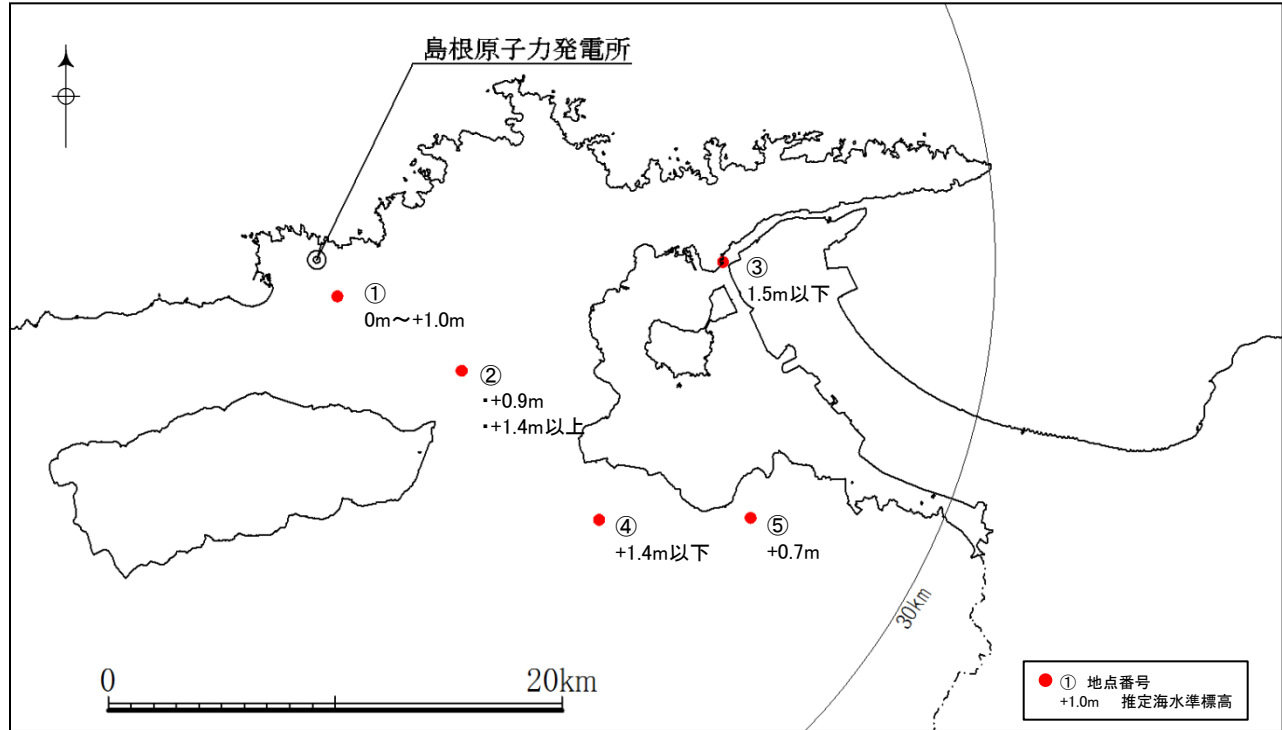 島根原子力発電所
①
0m～+1.0m
②
・+0.9m
・+1.4m以上
③
1.5m以下
④
+1.4m以下
⑤
+0.7m
30km
0 20km
① 地点番号
+1.0m 推定海水準標高